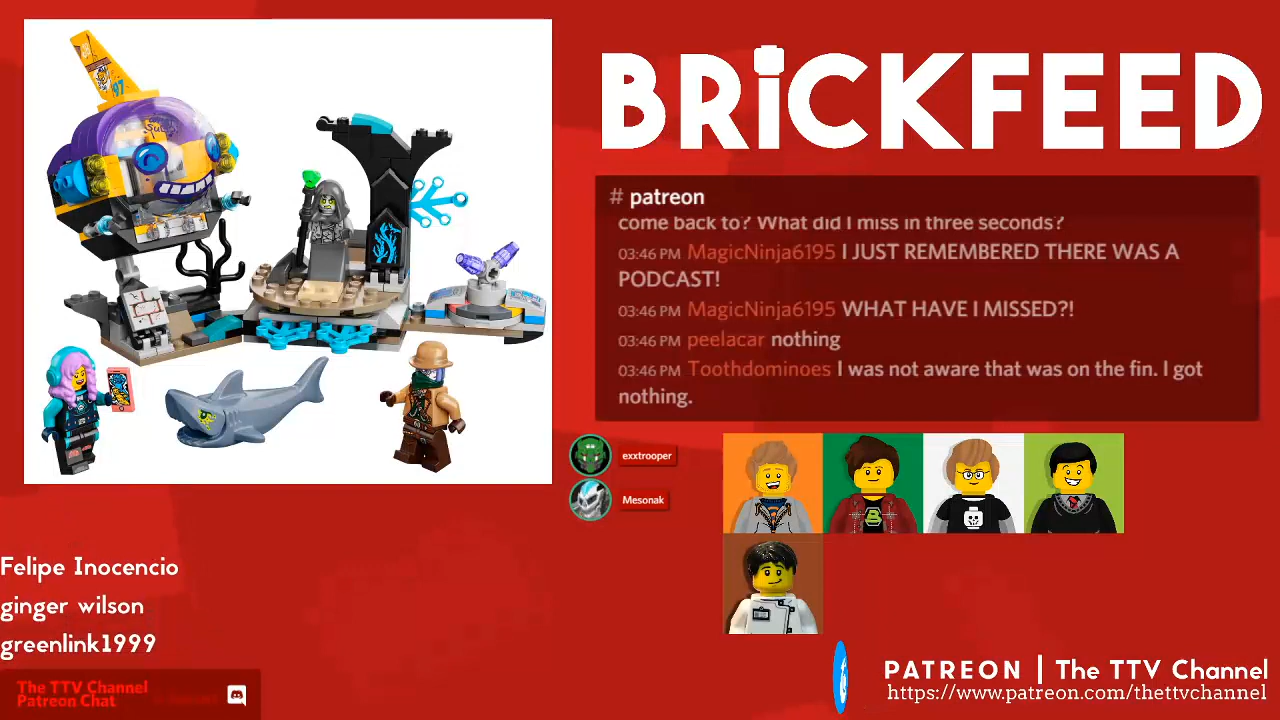 BRiCKFEED
# patreon
come back to? What did I miss in three seconds?
03:46 PM MagicNinja6195 I JUST REMEMBERED THERE WAS A
PODCAST!
03:46 PM MagicNinja6195 WHAT HAVE I MISSED?!
03:46 PM peelacar nothing
03:46 PM Toothdominoes I was not aware that was on the fin. I got
nothing.
97
exxtrooper
Mesonak
Felipe Inocencio
ginger wilson
greenlink1999
The TTV Channel
Patreon Chat
PATREON | The TTV Channel
https://www.patreon.com/thettvchannel